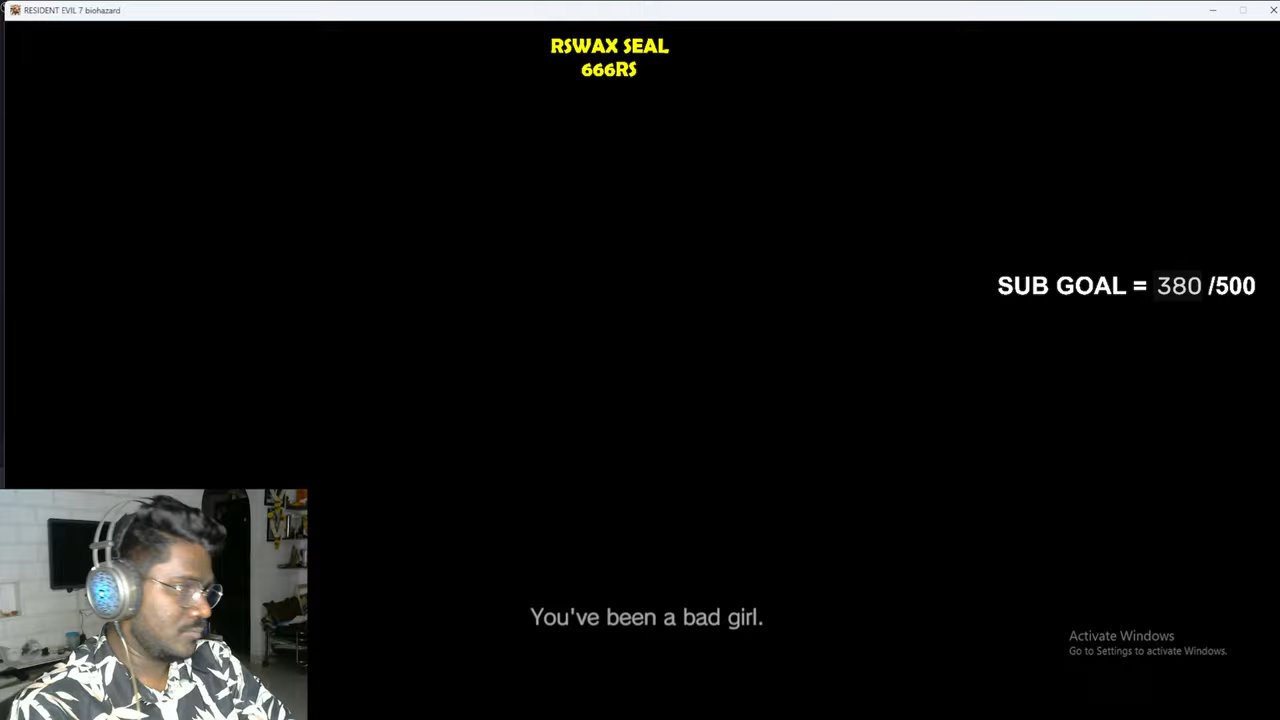 RESIDENT EVIL 7 biohazard
RSWAX SEAL
666RS
SUB GOAL = 380 /500
You've been a bad girl.
Activate Windows
Go to Settings to activate Windows.